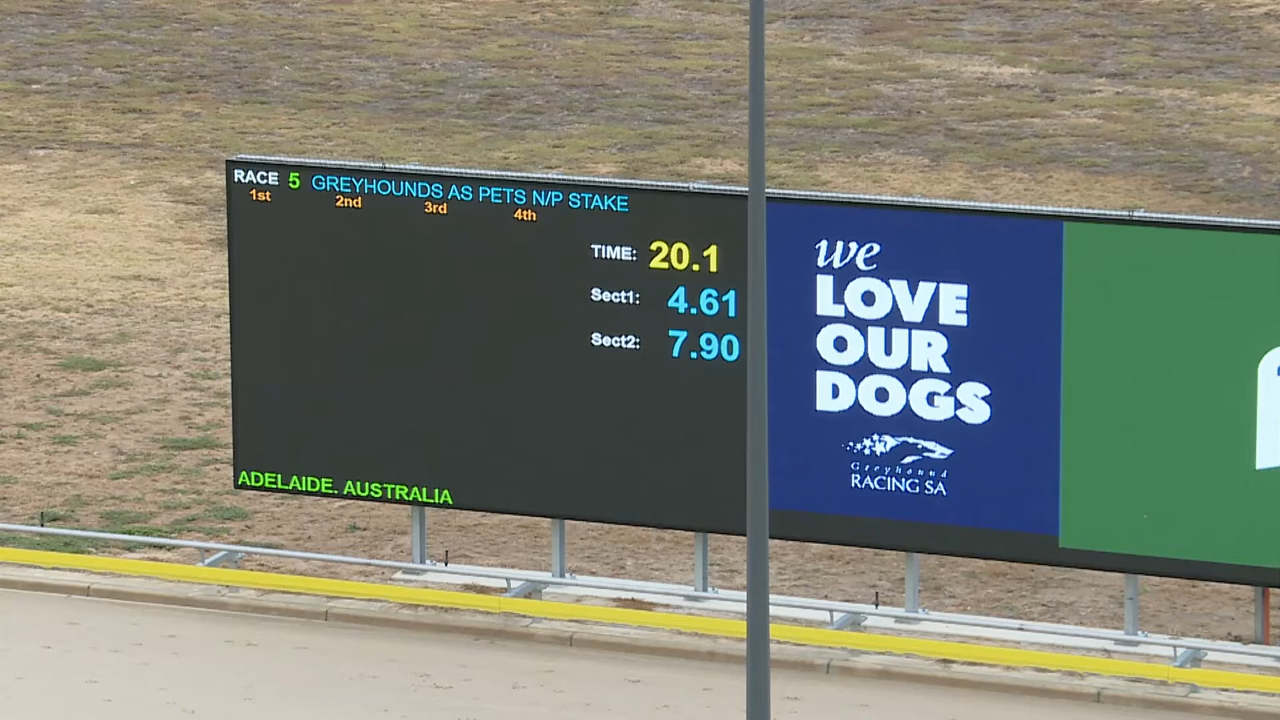 RACE 5 GREYHOUNDS AS PETS N/P STAKE
1st 2nd 3rd 4th
TIME: 20.1
Sect1: 4.61
Sect2: 7.90
ADELAIDE. AUSTRALIA
we
LOVE
OUR
DOGS
Greyhound
RACING SA